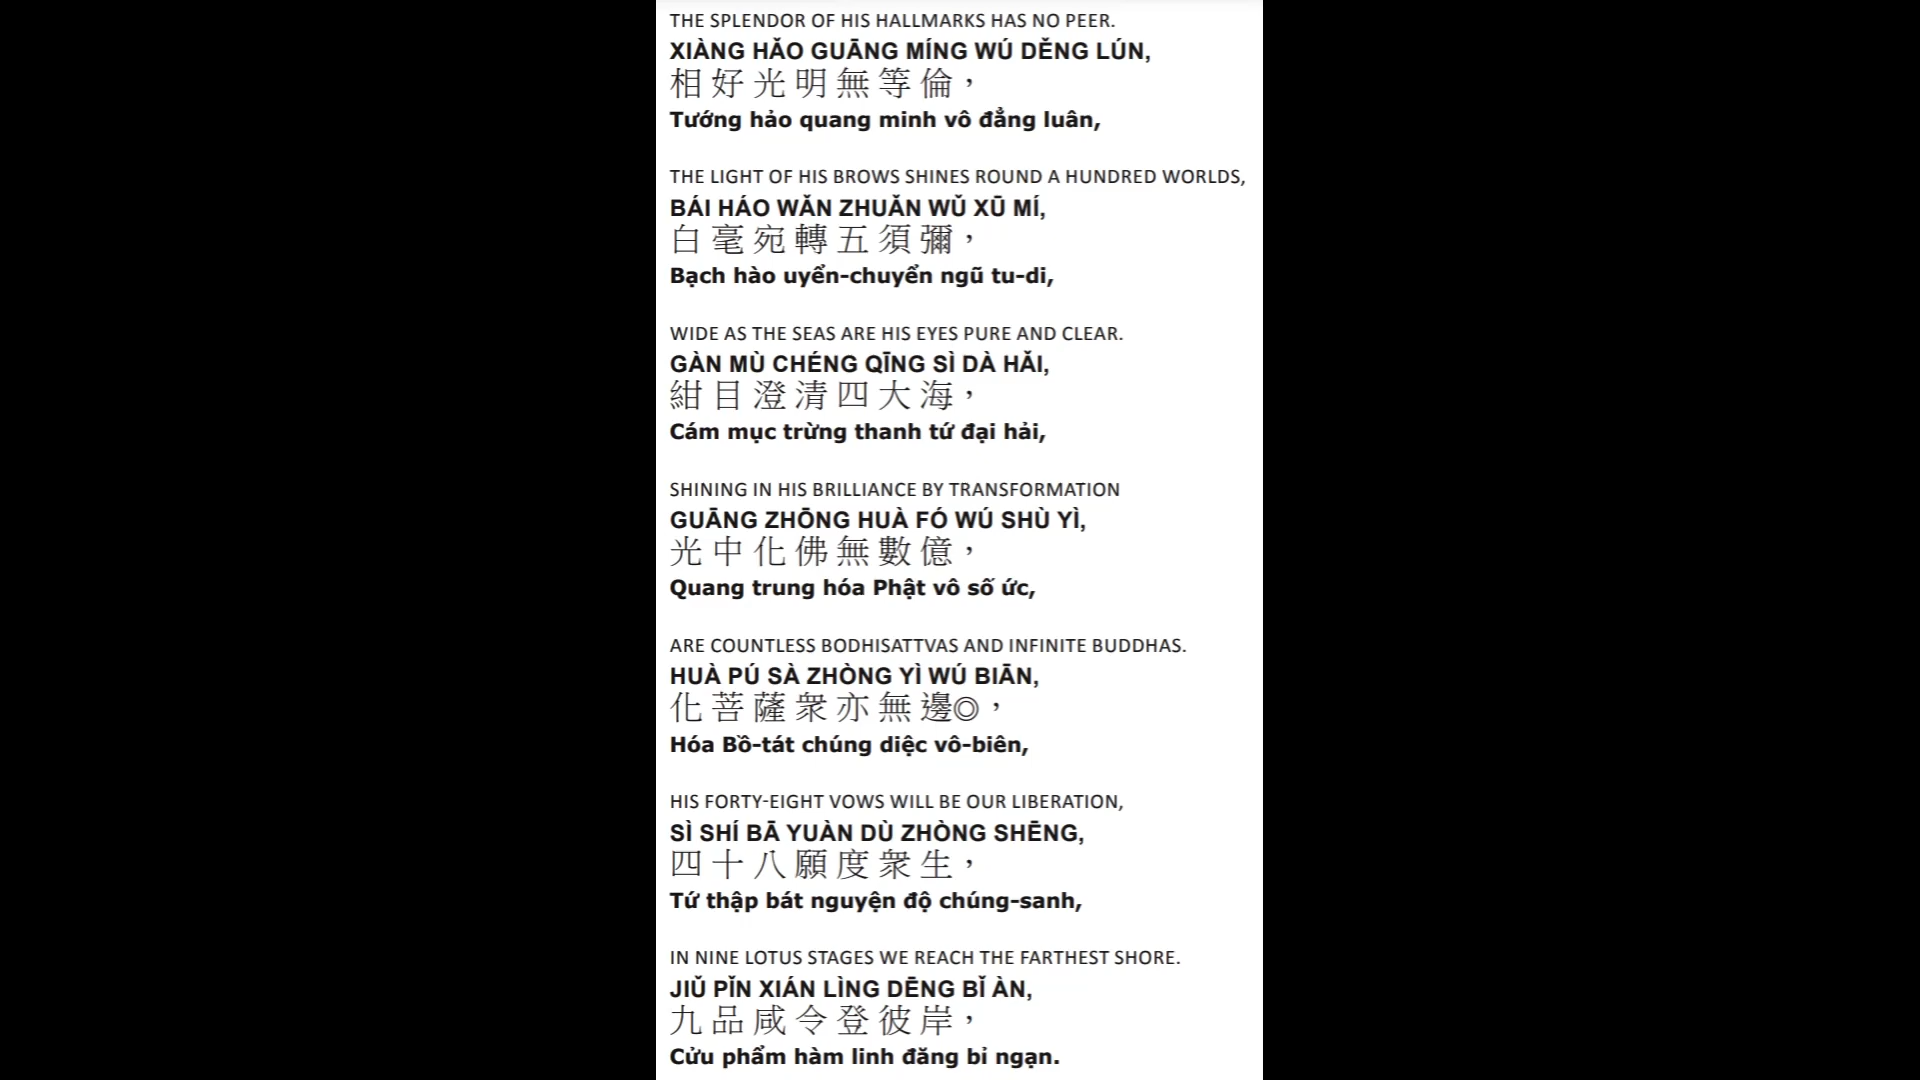 THE SPLENDOR OF HIS HALLMARKS HAS NO PEER.
XIÀNG HǍO GUĀNG MÍNG WÚ DĚNG LÚN,
相好光明無等倫，
Tướng hảo quang minh vô đẳng luân,
THE LIGHT OF HIS BROWS SHINES ROUND A HUNDRED WORLDS,
BÁI HÁO WǍN ZHUǍN WǓ XŪ MÍ,
白毫宛轉五須彌，
Bạch hào uyển-chuyển ngũ tu-di,
WIDE AS THE SEAS ARE HIS EYES PURE AND CLEAR.
GÀN MÙ CHÉNG QĪNG SÌ DÀ HǍI,
紺目澄清四大海，
Cám mục trừng thanh tứ đại hải,
SHINING IN HIS BRILLIANCE BY TRANSFORMATION
GUĀNG ZHŌNG HUÀ FÓ WÚ SHÙ YÌ,
光中化佛無數億，
Quang trung hóa Phật vô số ức,
ARE COUNTLESS BODHISATTVAS AND INFINITE BUDDHAS.
HUÀ PÚ SÀ ZHÒNG YÌ WÚ BIĀN,
化菩薩衆亦無邊◎，
Hóa Bồ-tát chúng diệc vô-biên,
HIS FORTY-EIGHT VOWS WILL BE OUR LIBERATION,
SÌ SHÍ BĀ YUÀN DÙ ZHÒNG SHĒNG,
四十八願度衆生，
Tứ thập bát nguyện độ chúng-sanh,
IN NINE LOTUS STAGES WE REACH THE FARTHEST SHORE.
JIǓ PǏN XIÁN LÌNG DĒNG BǏ ÀN,
九品咸令登彼岸，
Cửu phẩm hàm linh đăng bỉ ngạn.